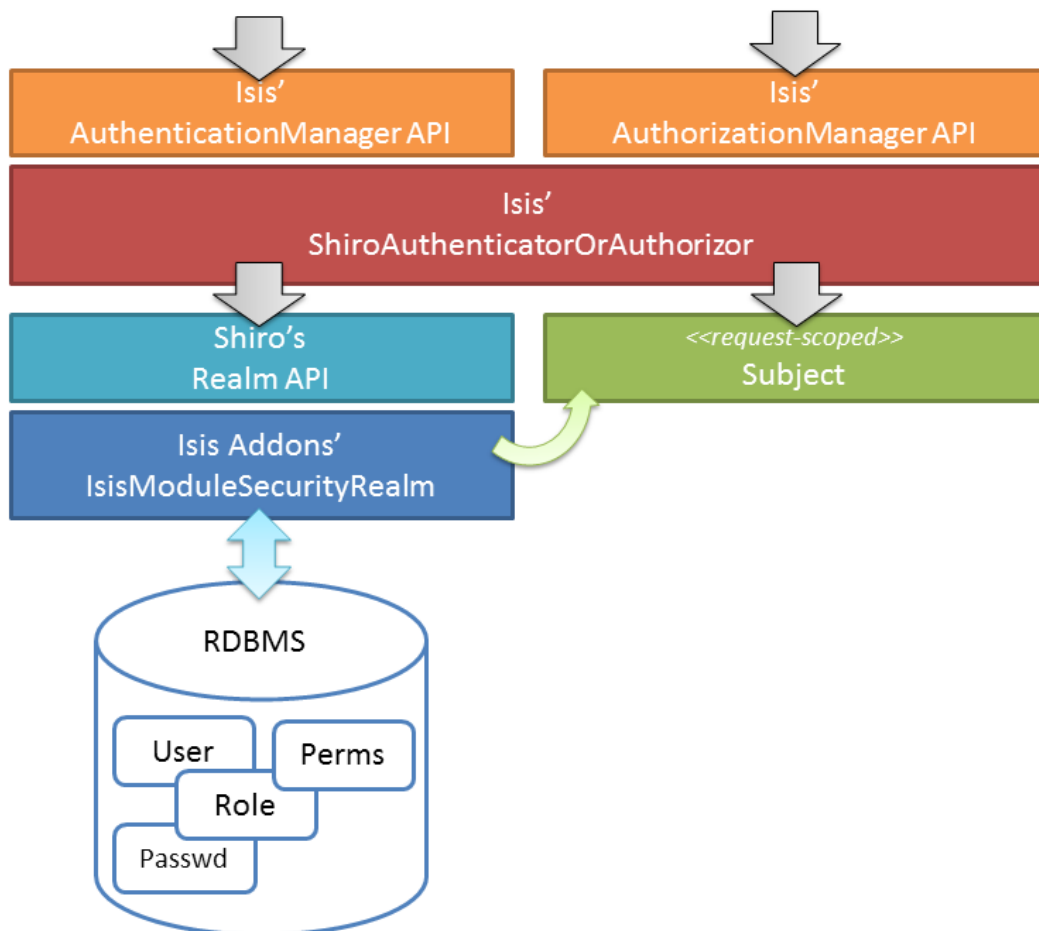 Isis’
AuthenticationManager API
Isis’
AuthorizationManager API
Isis’
ShiroAuthenticatorOrAuthorizor
Shiro’s
Realm API
<<request-scoped>>
Subject
Isis Addons’
IsisModuleSecurityRealm
RDBMS
User
Perms
Role
Passwd